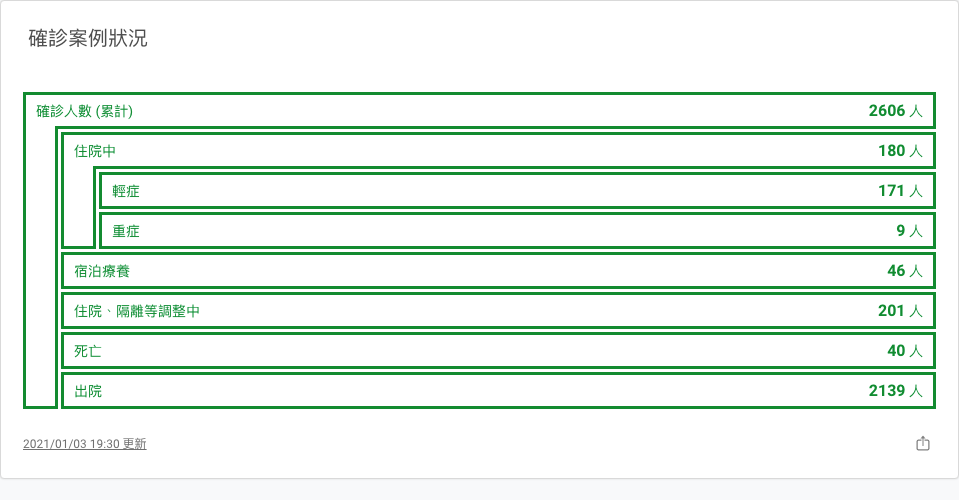 確診案例狀況
確診人數 (累計) 2606 人
住院中 180 人
輕症 171 人
重症 9 人
宿泊療養 46 人
住院、隔離等調整中 201 人
死亡 40 人
出院 2139 人
2021/01/03 19:30 更新